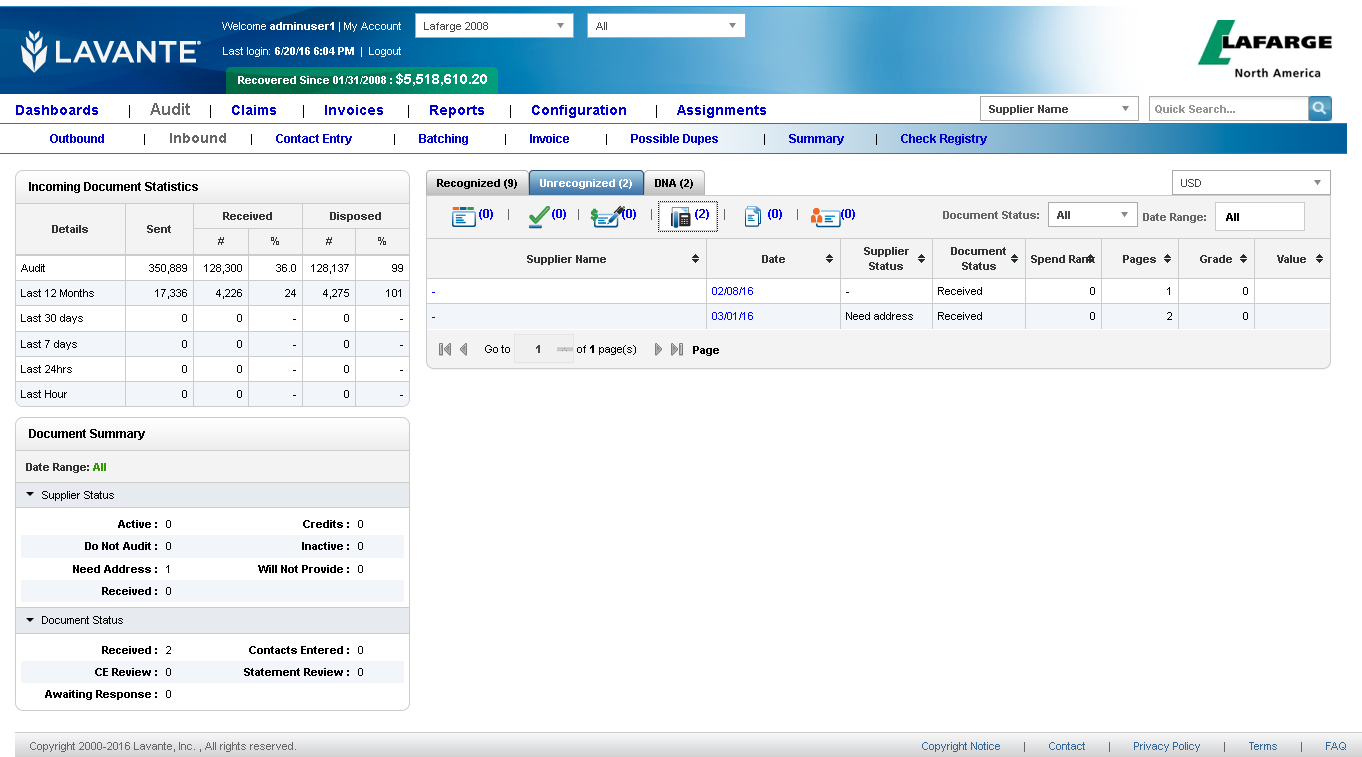 Welcome adminuser1 | My Account Lafarge 2008 All
LAVANTE
Last login: 6/20/16 6:04 PM | Logout
LAFARGE
North America
Recovered Since 01/31/2008 : $5,518,610.20
Dashboards | Audit | Claims | Invoices | Reports | Configuration | Assignments Supplier Name Quick Search...
Outbound | Inbound | Contact Entry | Batching | Invoice | Possible Dupes | Summary | Check Registry
Incoming Document Statistics
Details Sent Received Disposed
# % # %
Audit 350,889 128,300 36.0 128,137 99
Last 12 Months 17,336 4,226 24 4,275 101
Last 30 days 0 0 - 0 -
Last 7 days 0 0 - 0 -
Last 24hrs 0 0 - 0 -
Last Hour 0 0 - 0 -
Document Summary
Date Range: All
Supplier Status
Active : 0 Credits : 0
Do Not Audit : 0 Inactive : 0
Need Address : 1 Will Not Provide : 0
Received : 0
Document Status
Received : 2 Contacts Entered : 0
CE Review : 0 Statement Review : 0
Awaiting Response : 0
Recognized (9) Unrecognized (2) DNA (2) USD
(0) | (0) | (0) | (2) | (0) | (0) Document Status: All Date Range: All
Supplier Name Date Supplier Status Document Status Spend Rank Pages Grade Value
- 02/08/16 - Received 0 1 0
- 03/01/16 Need address Received 0 2 0
Go to 1 of 1 page(s) Page
Copyright 2000-2016 Lavante, Inc. , All rights reserved. Copyright Notice | Contact | Privacy Policy | Terms | FAQ